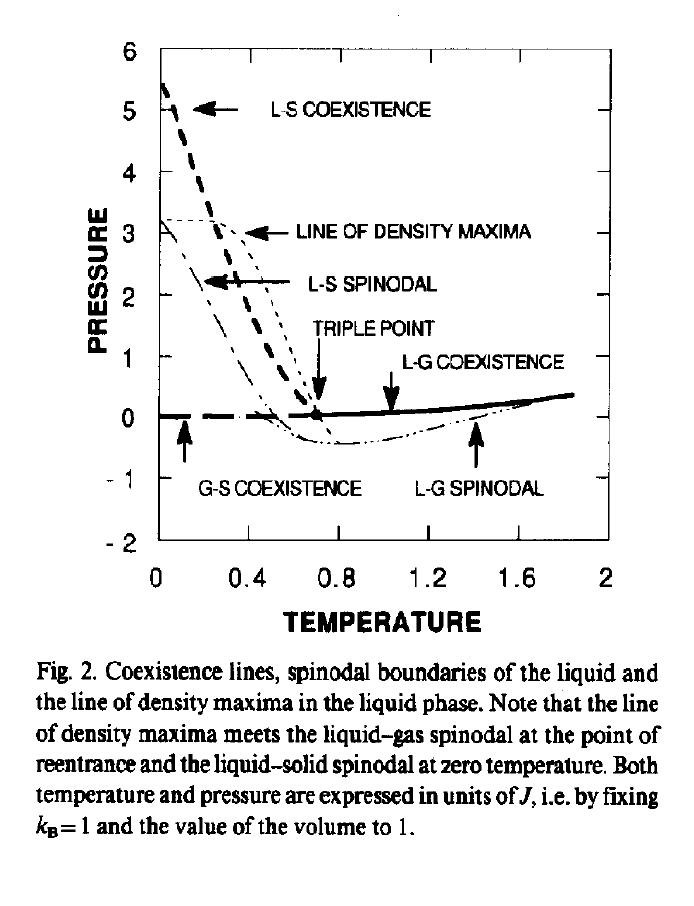 6
5
4
3
2
1
0
- 1
- 2
PRESSURE
L-S COEXISTENCE
LINE OF DENSITY MAXIMA
L-S SPINODAL
TRIPLE POINT
L-G COEXISTENCE
G-S COEXISTENCE
L-G SPINODAL
0 0.4 0.8 1.2 1.6 2
TEMPERATURE
Fig. 2. Coexistence lines, spinodal boundaries of the liquid and
the line of density maxima in the liquid phase. Note that the line
of density maxima meets the liquid–gas spinodal at the point of
reentrance and the liquid–solid spinodal at zero temperature. Both
temperature and pressure are expressed in units of J, i.e. by fixing
kB= 1 and the value of the volume to 1.